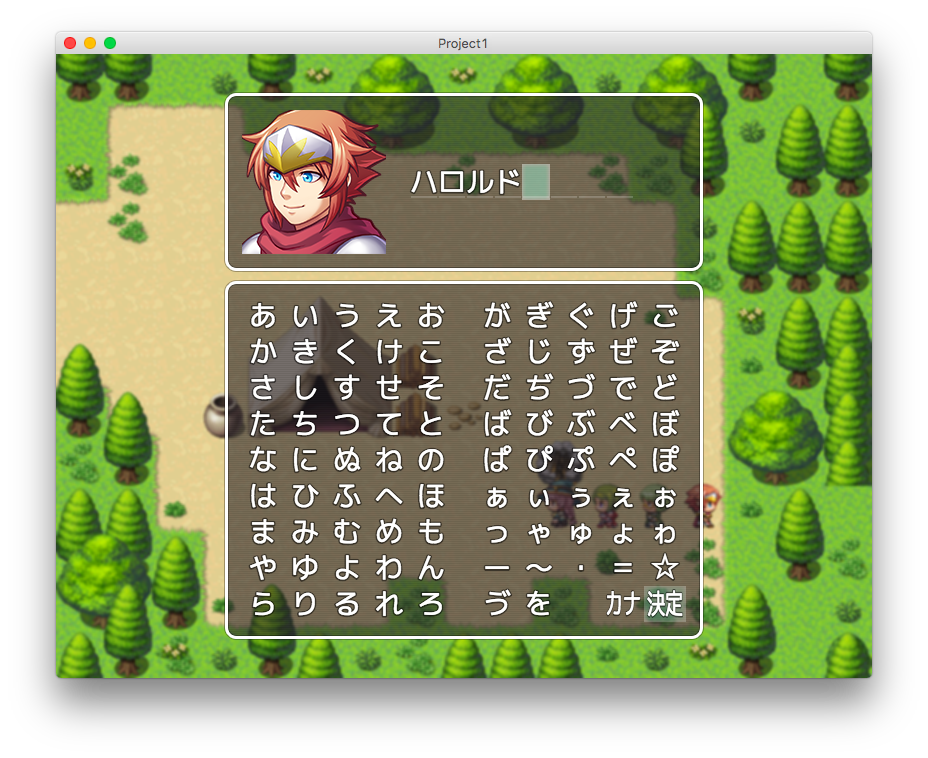 Project1
ハロルド
あ い う え お が ぎ ぐ げ ご
か き く け こ ざ じ ず ぜ ぞ
さ し す せ そ だ ぢ づ で ど
た ち つ て と ば び ぶ べ ぼ
な に ぬ ね の ぱ ぴ ぷ ぺ ぽ
は ひ ふ へ ほ ぁ ぃ ぅ ぇ ぉ
ま み む め も っ ゃ ゅ ょ ゎ
や ゆ よ わ ん ー ~ ・ = ☆
ら り る れ ろ ゔ を カナ 決定